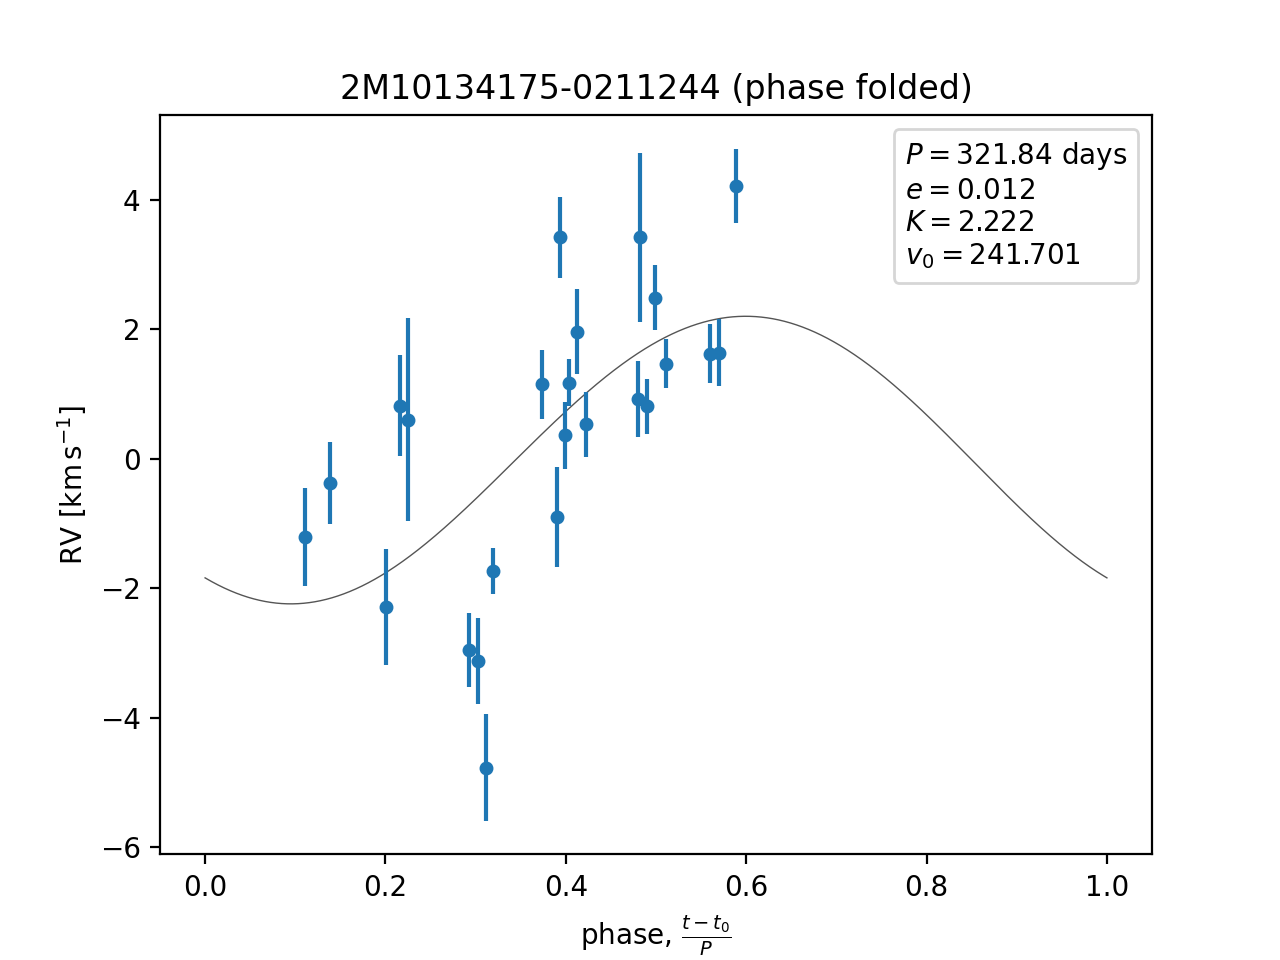 2M10134175-0211244 (phase folded)
P = 321.84 days
e = 0.012
K = 2.222
v₀ = 241.701
4
2
0
−2
−4
−6
RV [km s⁻¹]
0.0 0.2 0.4 0.6 0.8 1.0
phase, (t − t₀)/P